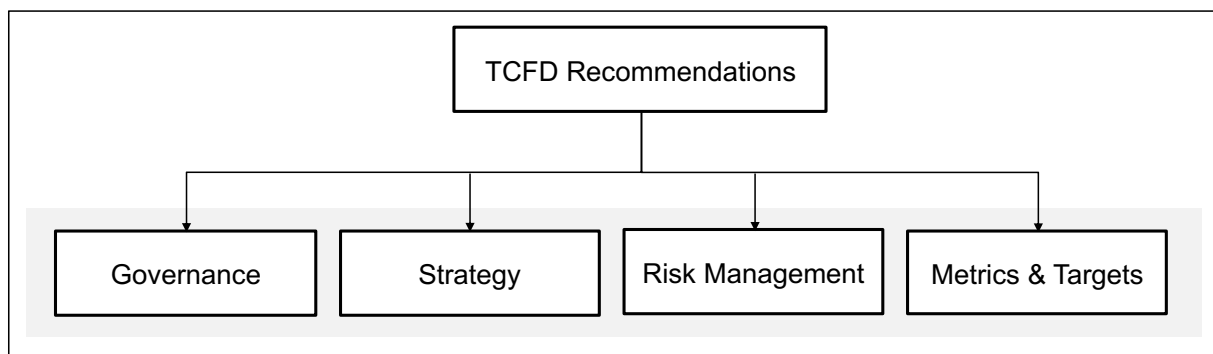 TCFD Recommendations
Governance
Strategy
Risk Management
Metrics & Targets